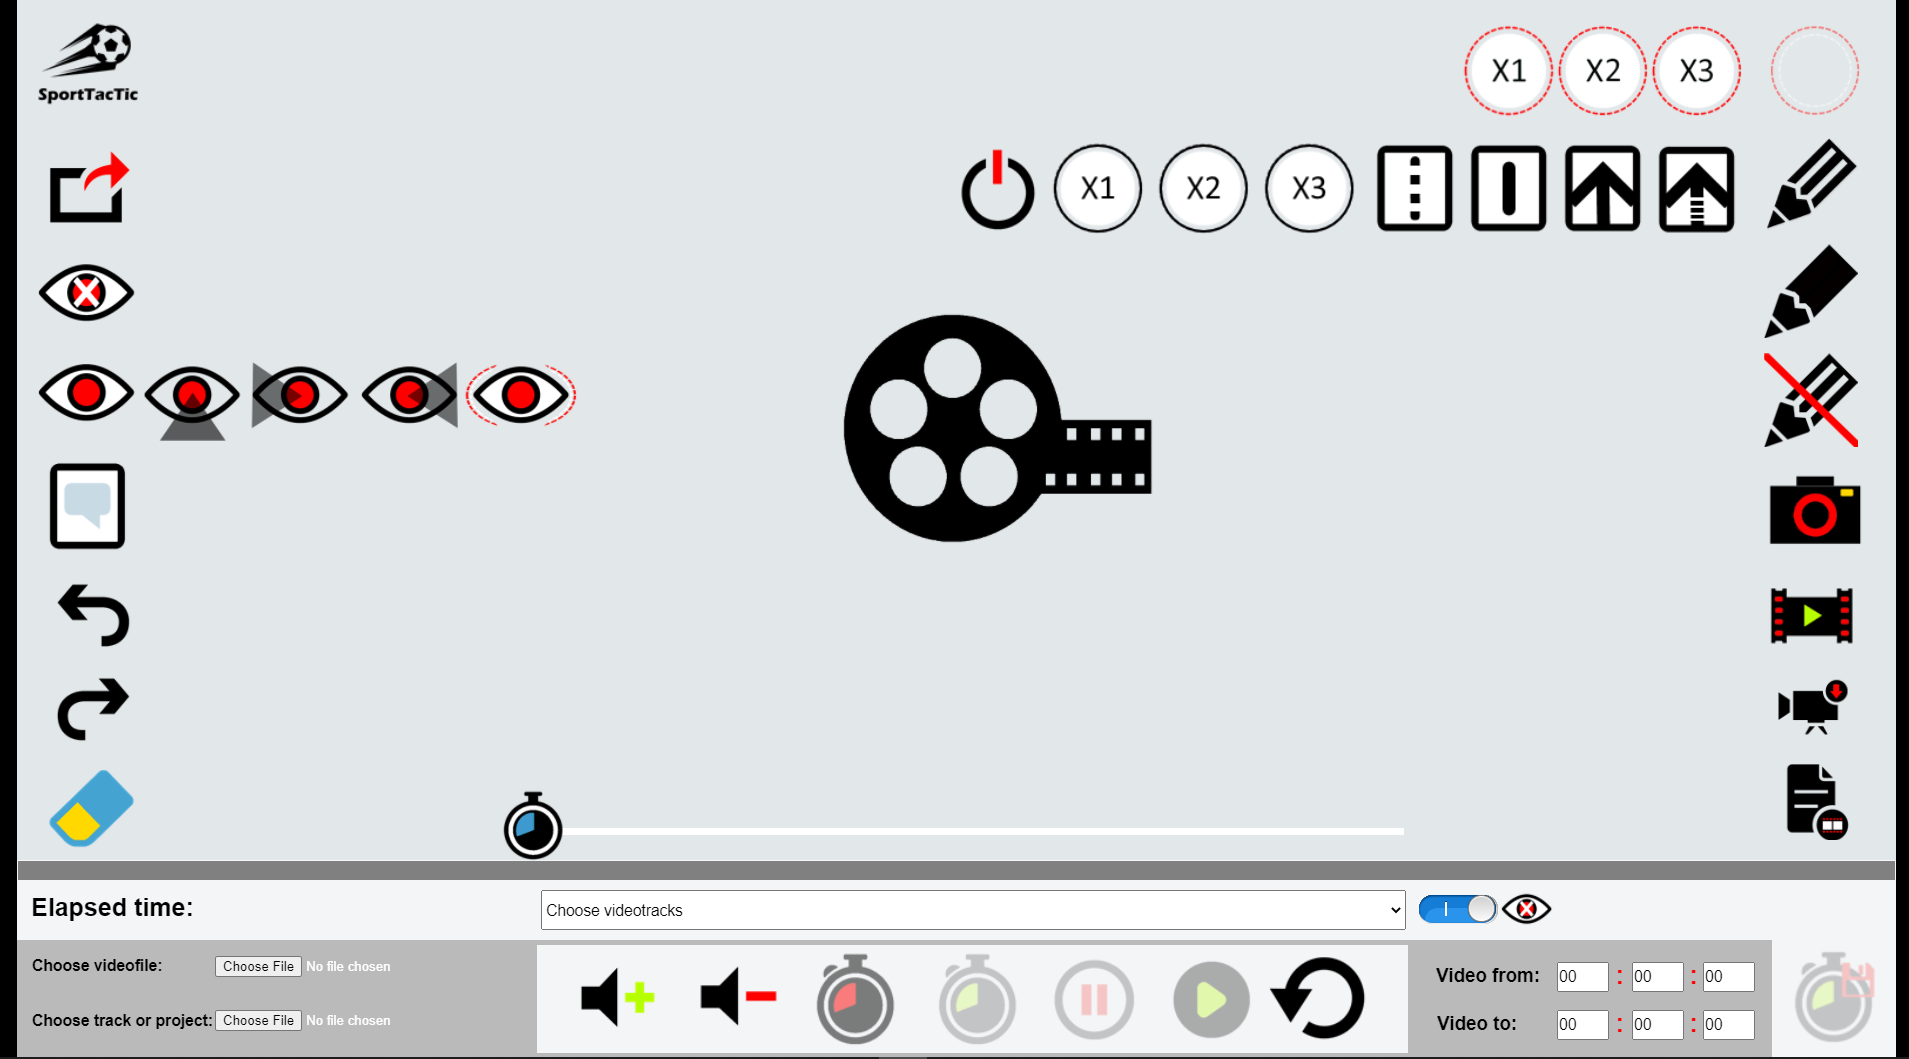 SportTacTic
X1 X2 X3
X1 X2 X3
Elapsed time:
Choose videotracks
Choose videofile: Choose File No file chosen
Choose track or project: Choose File No file chosen
Video from: 00 : 00 : 00
Video to: 00 : 00 : 00